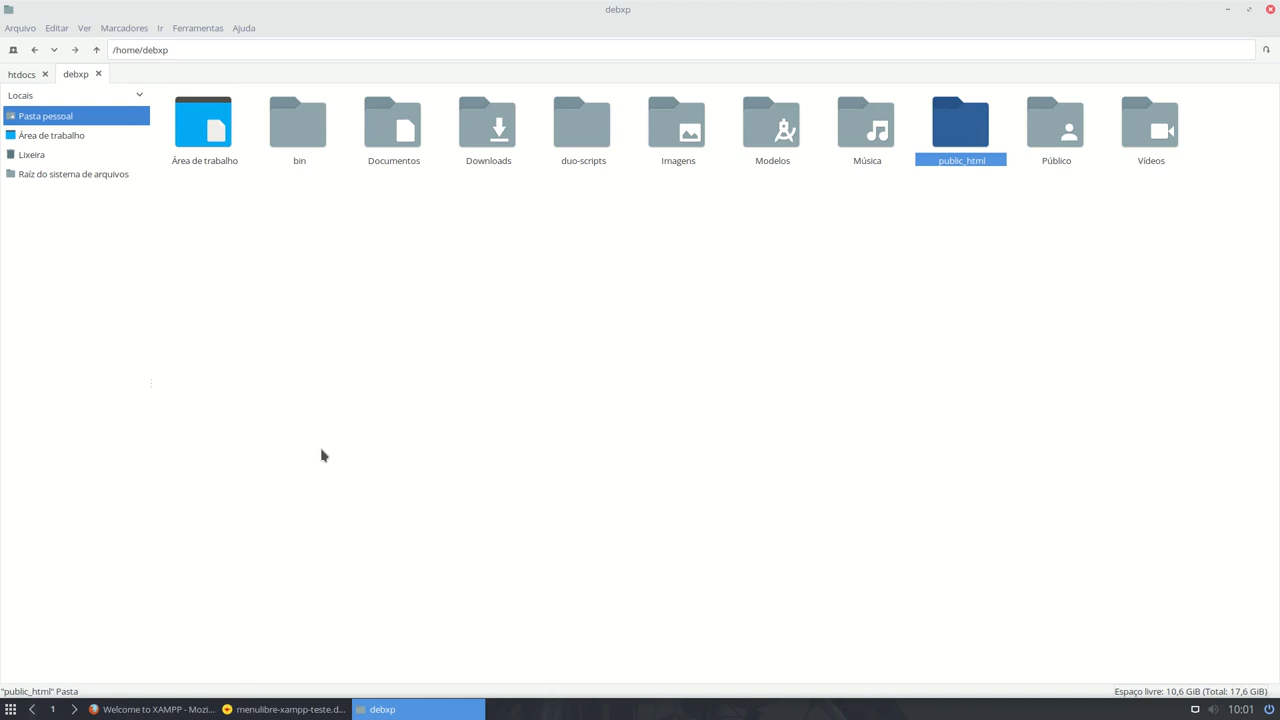 debxp
Arquivo Editar Ver Marcadores Ir Ferramentas Ajuda
/home/debxp
htdocs debxp
Locais
Pasta pessoal
Área de trabalho
Lixeira
Raíz do sistema de arquivos
Área de trabalho bin Documentos Downloads duo-scripts Imagens Modelos Música public_html Público Vídeos
"public_html" Pasta
Espaço livre: 10,6 GiB (Total: 17,6 GiB)
1 Welcome to XAMPP - Mozi... menulibre-xampp-teste.d... debxp 10:01